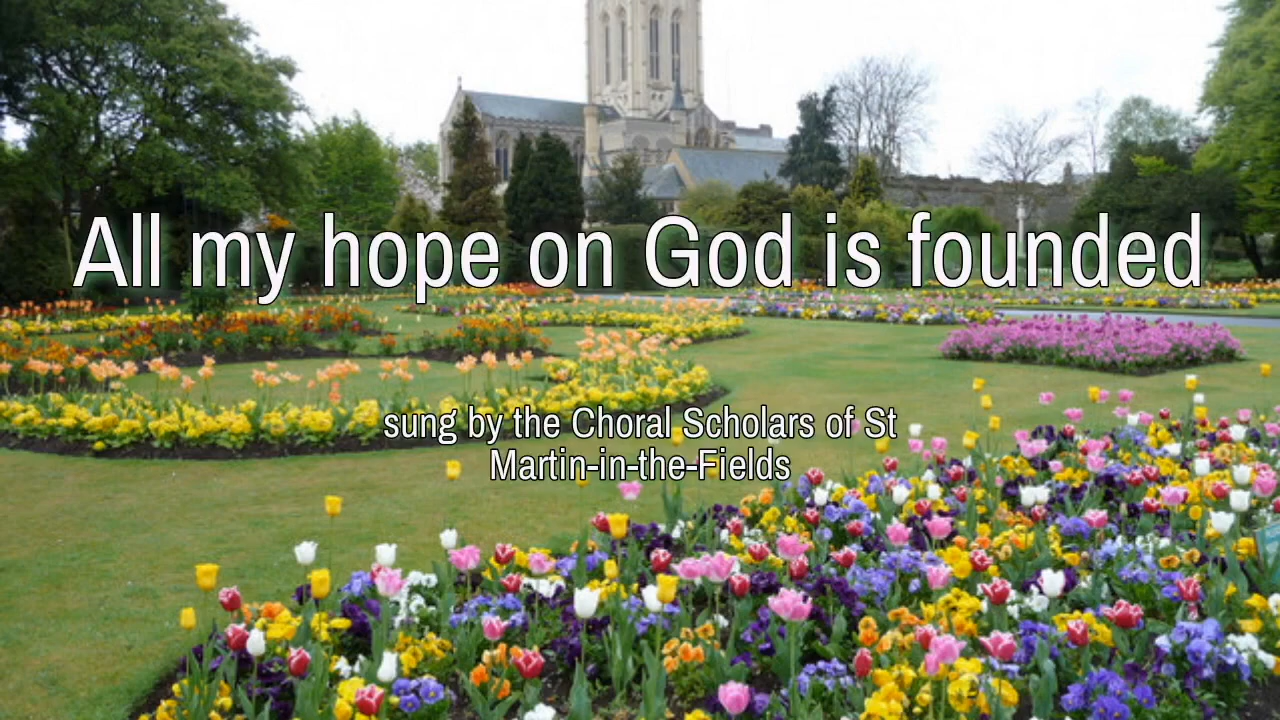 All my hope on God is founded
sung by the Choral Scholars of St
Martin-in-the-Fields